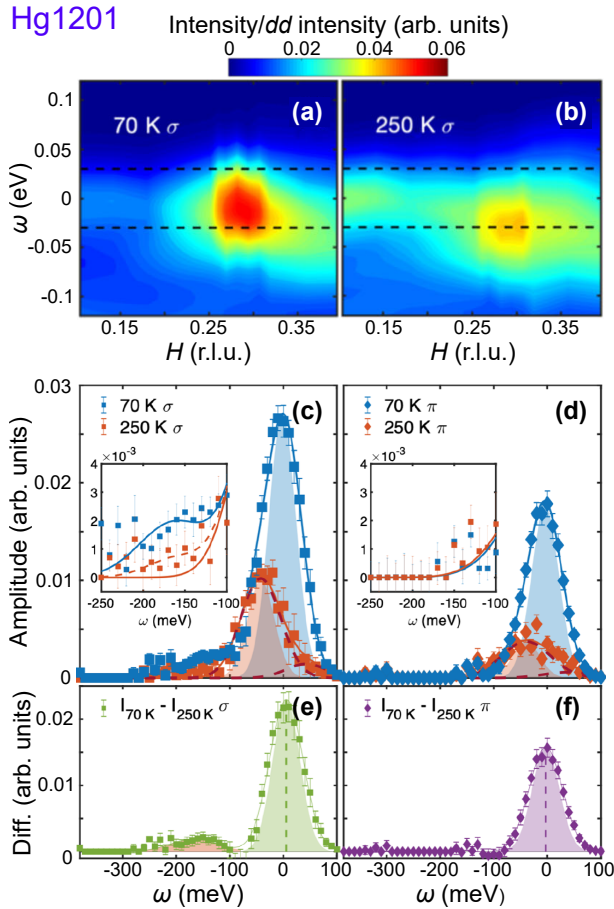 Hg1201
Intensity/dd intensity (arb. units)
0 0.02 0.04 0.06
(a) (b)
70 K σ 250 K σ
0.1
0.05
0
-0.05
-0.1
ω (eV)
0.15 0.25 0.35 0.15 0.25 0.35
H (r.l.u.) H (r.l.u.)
0.03
0.02
0.01
0
Amplitude (arb. units)
(c)
70 K σ
250 K σ
×10⁻³
4
3
2
1
0
-250 -200 -150 -100
ω (meV)
(d)
70 K π
250 K π
×10⁻³
4
3
2
1
0
-250 -200 -150 -100
ω (meV)
0.02
0.01
0
Diff. (arb. units)
(e)
I70 K - I250 K σ
(f)
I70 K - I250 K π
-300 -200 -100 0 100 -300 -200 -100 0 100
ω (meV) ω (meV)